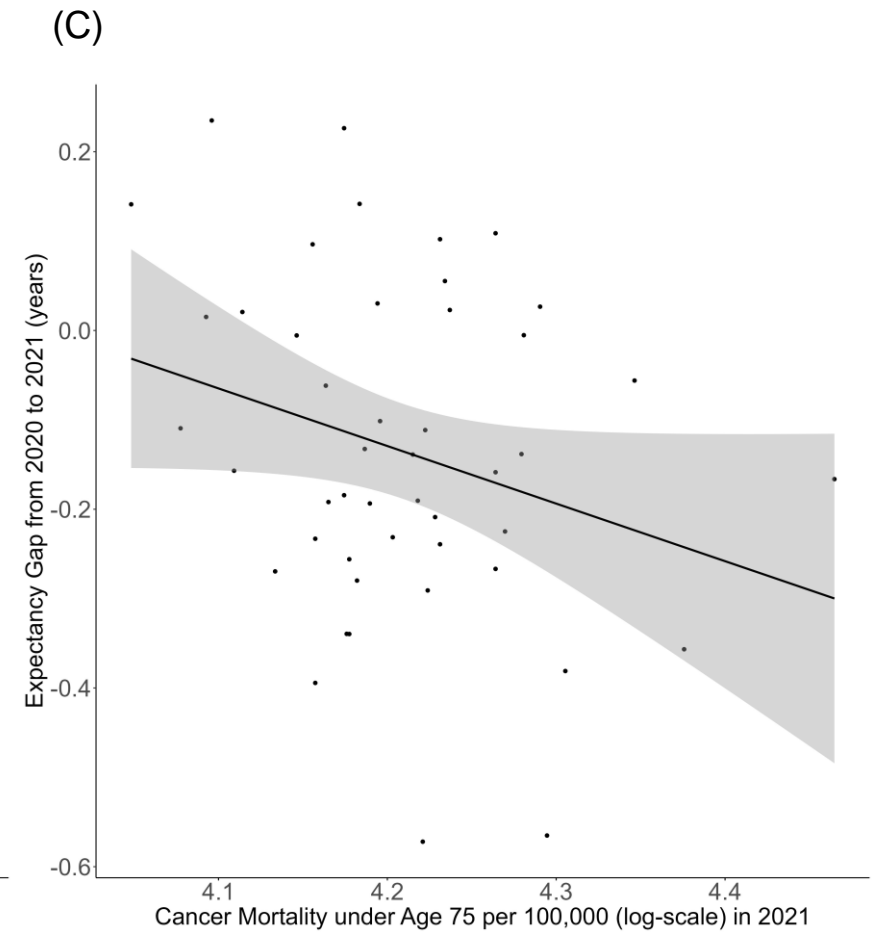 (C)
Expectancy Gap from 2020 to 2021 (years)
0.2
0.0
-0.2
-0.4
-0.6
4.1 4.2 4.3 4.4
Cancer Mortality under Age 75 per 100,000 (log-scale) in 2021